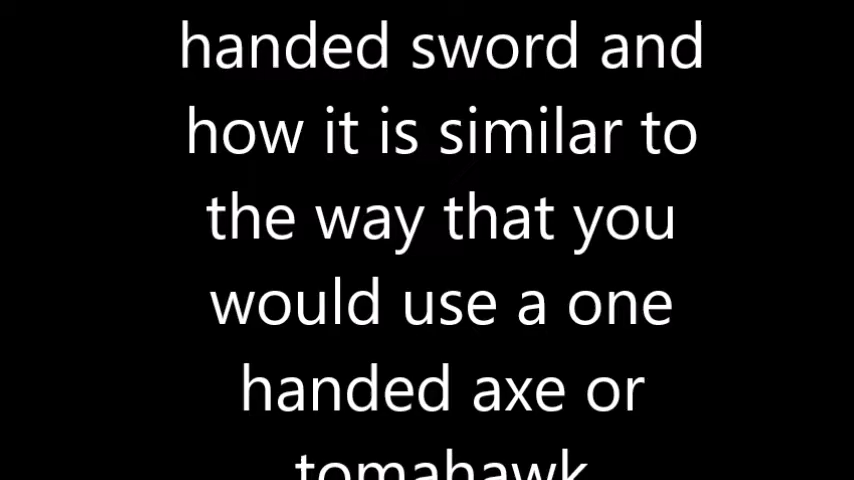 handed sword and
how it is similar to
the way that you
would use a one
handed axe or
tomahawk